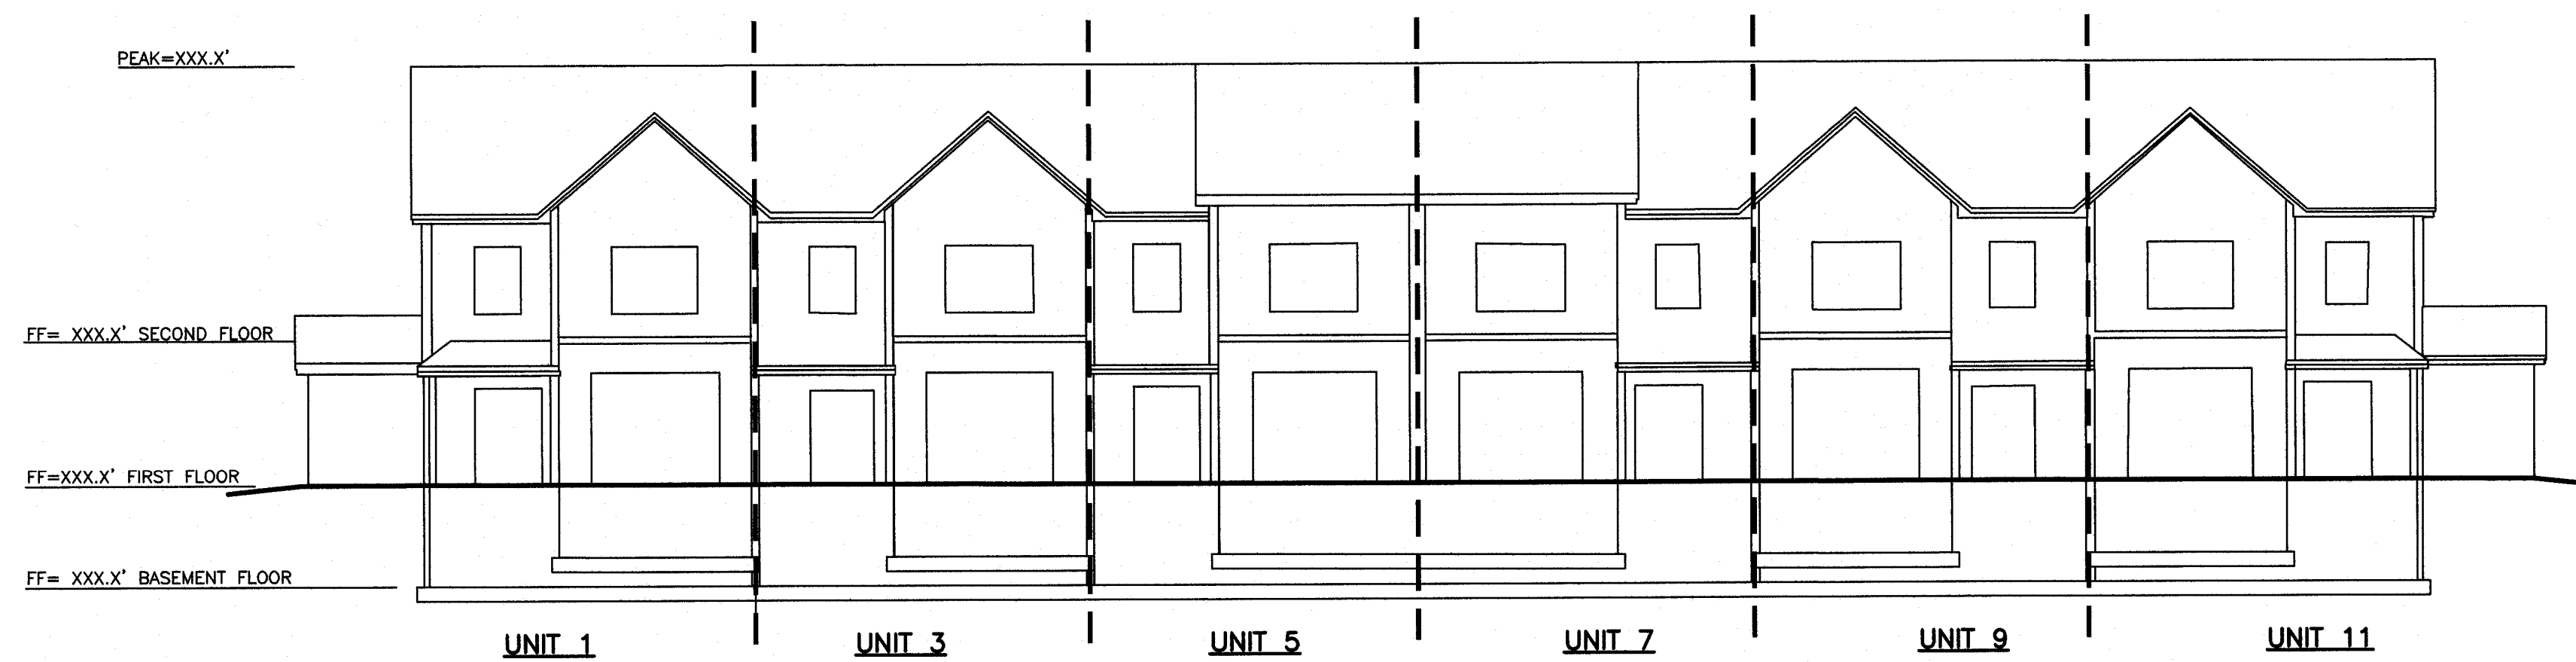 PEAK=XXX.X'
FF= XXX.X' SECOND FLOOR
FF=XXX.X' FIRST FLOOR
FF= XXX.X' BASEMENT FLOOR
UNIT 1 UNIT 3 UNIT 5 UNIT 7 UNIT 9 UNIT 11